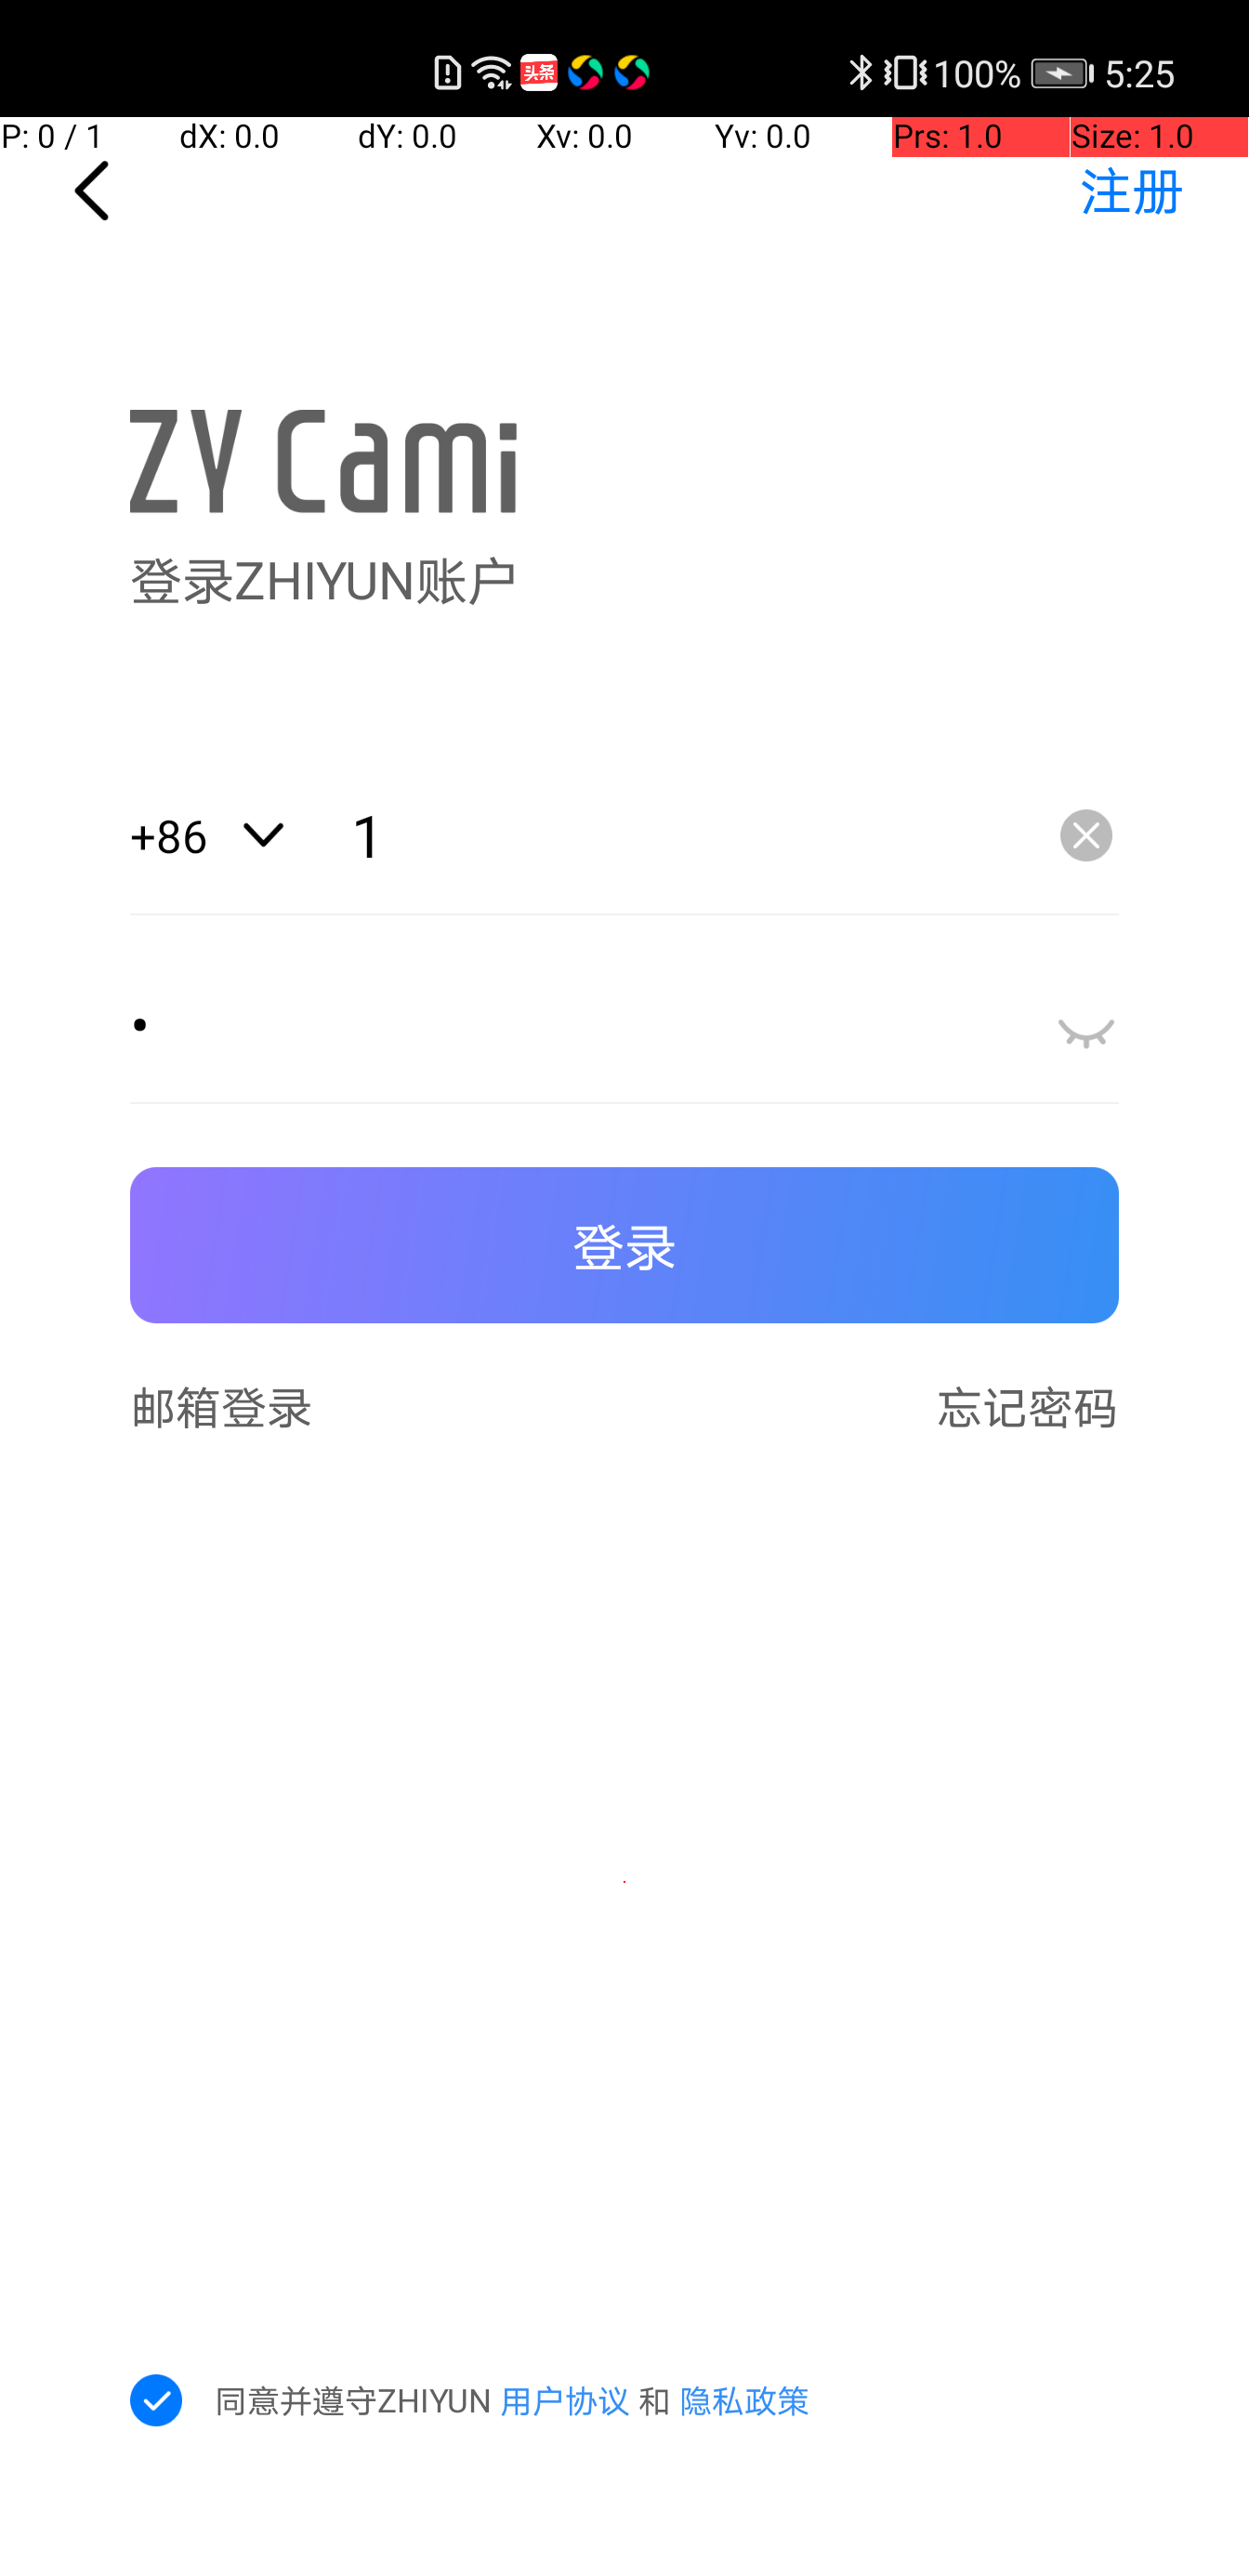 头条 100% 5:25
P: 0 / 1 dX: 0.0 dY: 0.0 Xv: 0.0 Yv: 0.0 Prs: 1.0 Size: 1.0
注册
ZY Cami
登录ZHIYUN账户
+86 1
登录
邮箱登录 忘记密码
同意并遵守ZHIYUN 用户协议 和 隐私政策